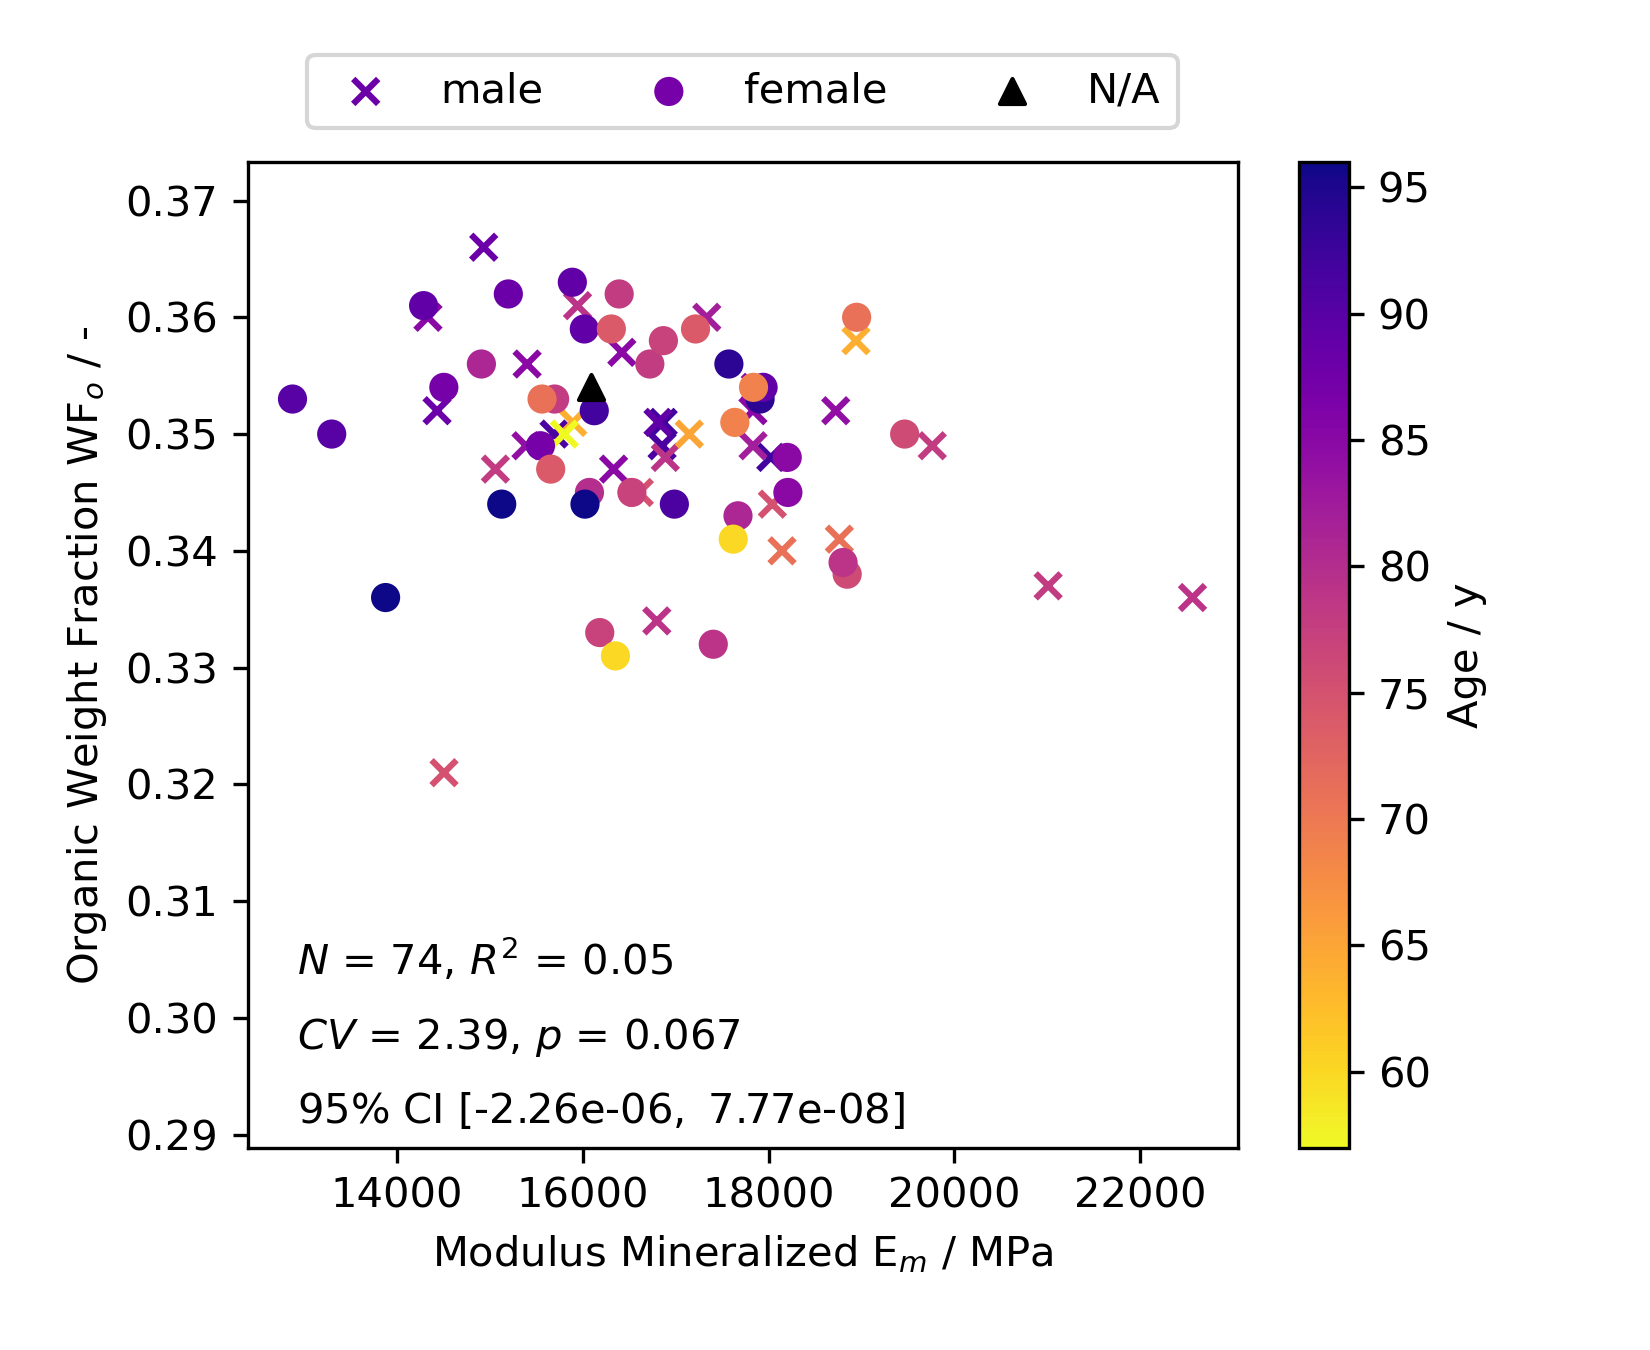 male female N/A
0.37
0.36
0.35
0.34
0.33
0.32
0.31
0.30
0.29
Organic Weight Fraction WFo / -
N = 74, R² = 0.05
CV = 2.39, p = 0.067
95% CI [-2.26e-06, 7.77e-08]
14000 16000 18000 20000 22000
Modulus Mineralized Em / MPa
95
90
85
80
75
70
65
60
Age / y